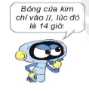 Bóng của kim
chỉ vào II, lúc đó
là 14 giờ.